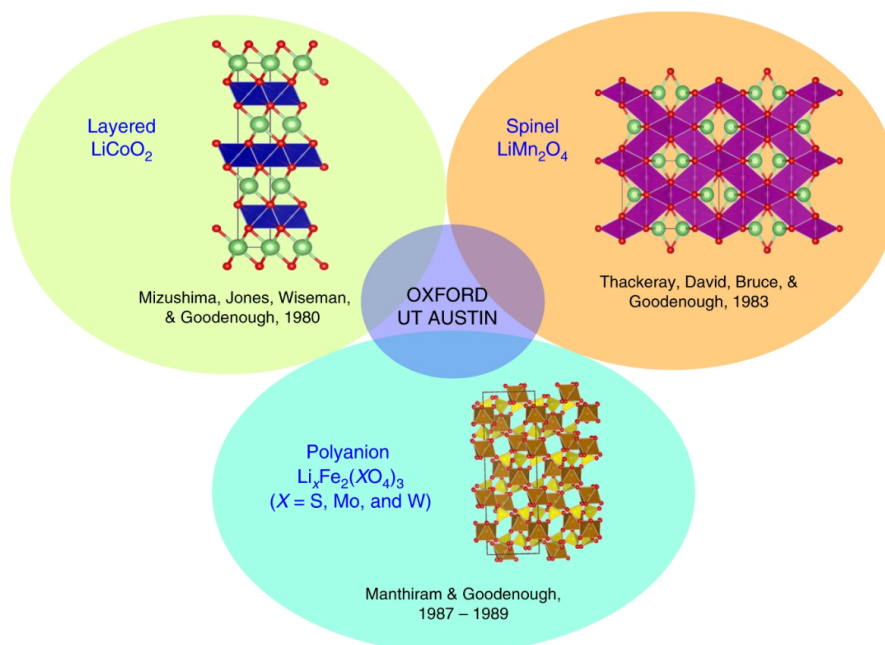 Layered
LiCoO₂
Mizushima, Jones, Wiseman,
& Goodenough, 1980
Spinel
LiMn₂O₄
Thackeray, David, Bruce, &
Goodenough, 1983
OXFORD
UT AUSTIN
Polyanion
LiₓFe₂(XO₄)₃
(X = S, Mo, and W)
Manthiram & Goodenough,
1987 – 1989